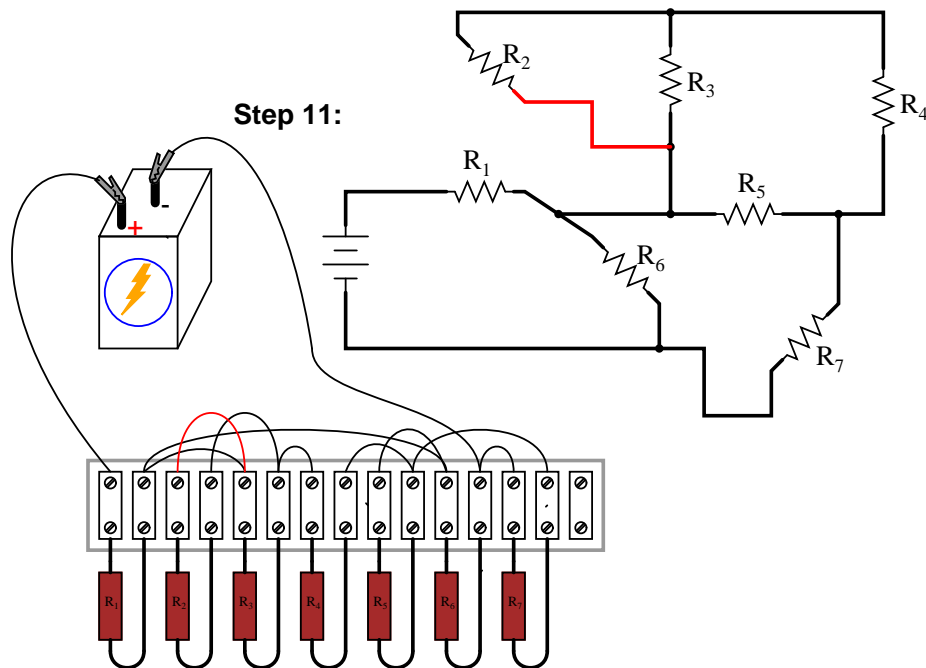 R₂
R₃
R₄
Step 11:
R₁
R₅
-
+
R₆
R₇
R₁ R₂ R₃ R₄ R₅ R₆ R₇